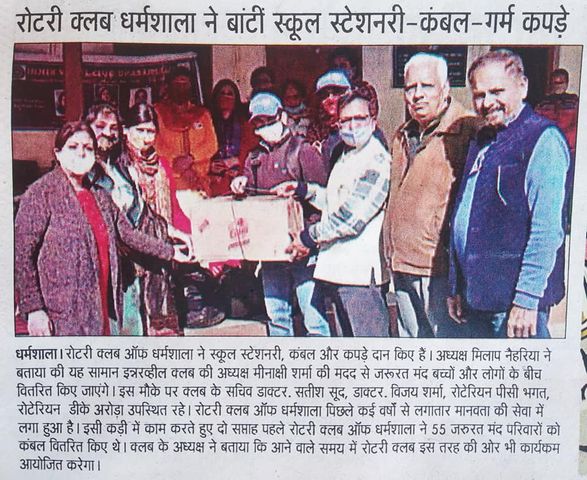 रोटरी क्लब धर्मशाला ने बांटीं स्कूल स्टेशनरी-कंबल-गर्म कपड़े
धर्मशाला। रोटरी क्लब ऑफ धर्मशाला ने स्कूल स्टेशनरी, कंबल और कपड़े दान किए हैं। अध्यक्ष मिलाप नैहरिया ने
बताया की यह सामान इन्नरव्हील क्लब की अध्यक्ष मीनाक्षी शर्मा की मदद से जरूरत मंद बच्चों और लोगों के बीच
वितरित किए जाएंगे। इस मौके पर क्लब के सचिव डाक्टर. सतीश सूद, डाक्टर. विजय शर्मा, रोटेरियन पीसी भगत,
रोटेरियन डीके अरोड़ा उपस्थित रहे। रोटरी क्लब ऑफ धर्मशाला पिछले कई वर्षों से लगातार मानवता की सेवा में
लगा हुआ है। इसी कड़ी में काम करते हुए दो सप्ताह पहले रोटरी क्लब ऑफ धर्मशाला ने 55 जरूरत मंद परिवारों को
कंबल वितरित किए थे। क्लब के अध्यक्ष ने बताया कि आने वाले समय में रोटरी क्लब इस तरह की ओर भी कार्यकम
आयोजित करेगा।